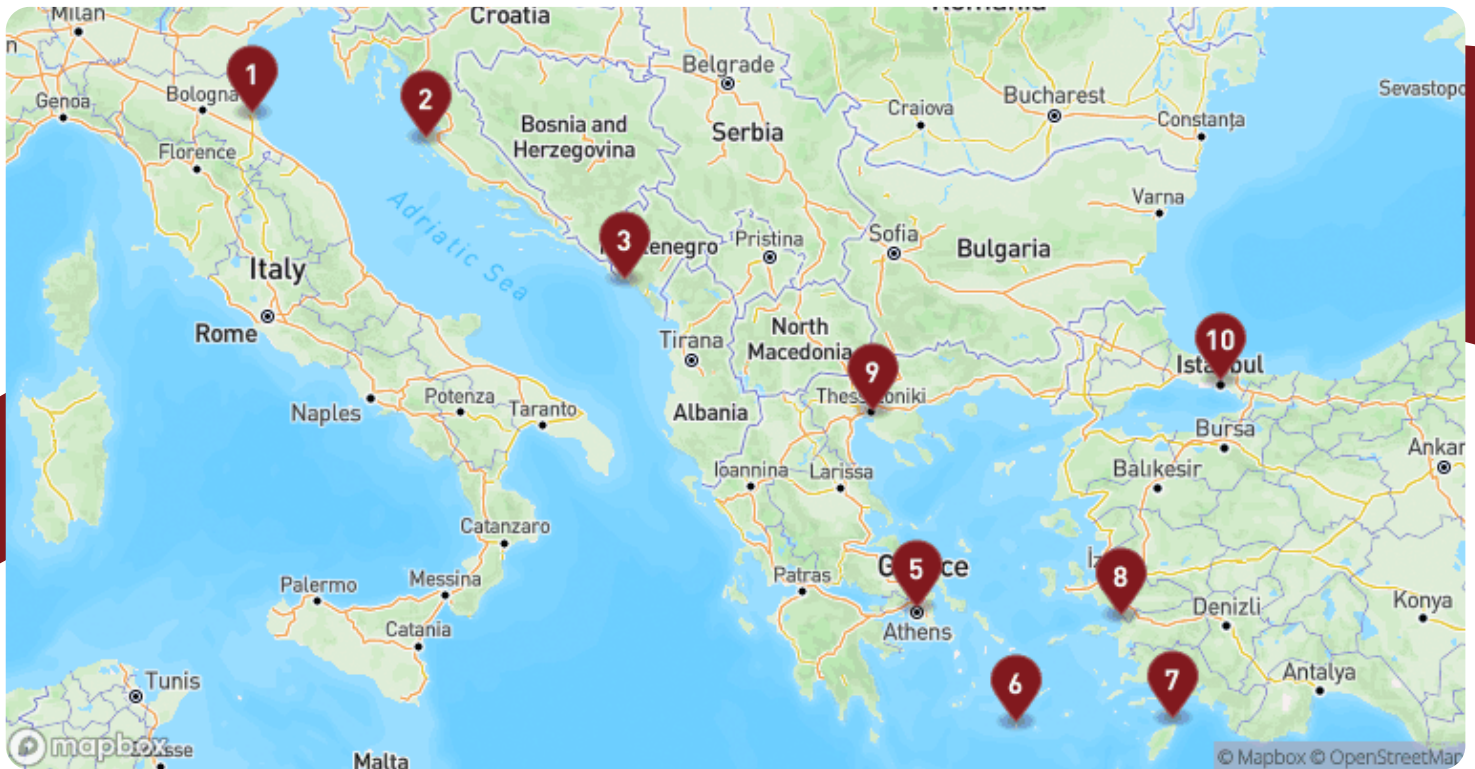 Milan
Croatia
Belgrade
Sevastopo
1
Bologna
2
Genoa
Craiova
Bucharest
Constanța
Bosnia and
Herzegovina
Serbia
Florence
Adriatic Sea
Varna
3
Pristina
Sofia
Bulgaria
Italy
Rome
Tirana
North
Macedonia
10
9
Thessaloniki
Naples
Potenza
Taranto
Albania
Bursa
Ankar
Ioannina
Larissa
Balıkesir
Catanzaro
Palermo
Messina
Patras
5
8
Denizli
Konya
Catania
Athens
Tunis
6
7
Antalya
mapbox
Malta
© Mapbox © OpenStreetMap